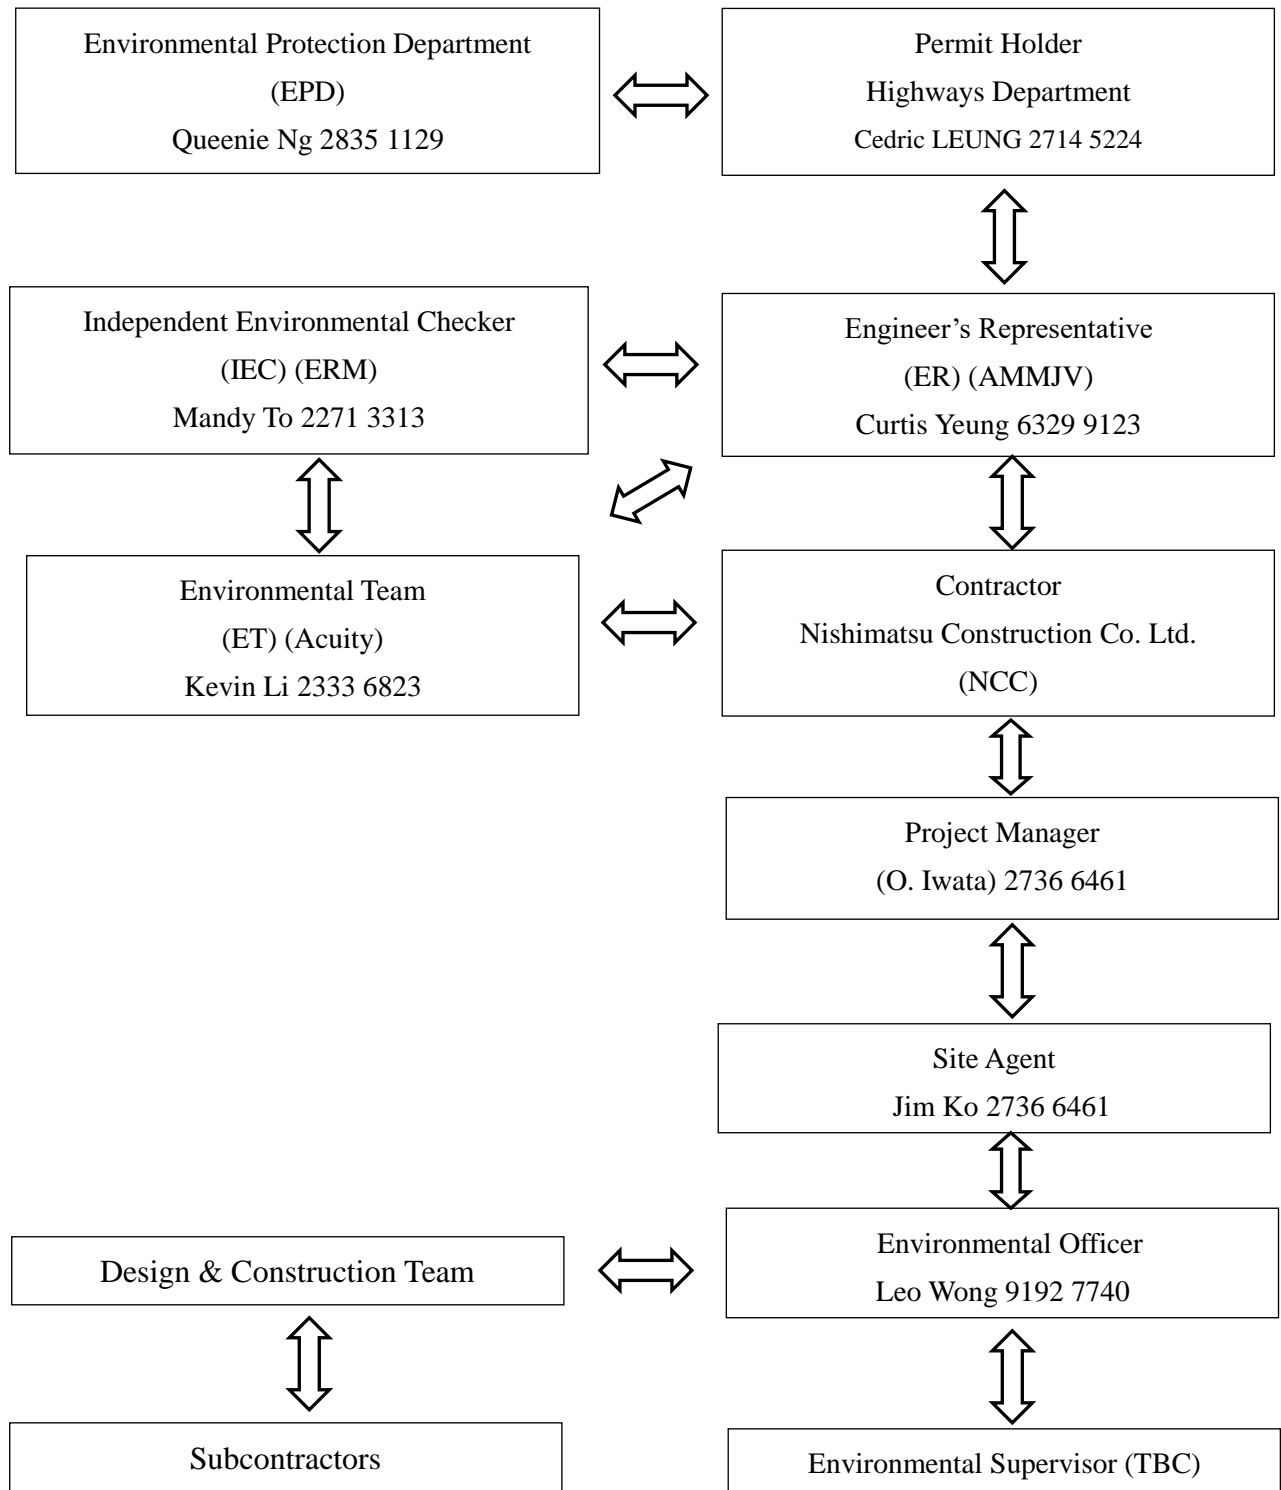 Environmental Protection Department
(EPD)
Queenie Ng 2835 1129
Permit Holder
Highways Department
Cedric LEUNG 2714 5224
Independent Environmental Checker
(IEC) (ERM)
Mandy To 2271 3313
Engineer’s Representative
(ER) (AMMJV)
Curtis Yeung 6329 9123
Environmental Team
(ET) (Acuity)
Kevin Li 2333 6823
Contractor
Nishimatsu Construction Co. Ltd.
(NCC)
Project Manager
(O. Iwata) 2736 6461
Site Agent
Jim Ko 2736 6461
Environmental Officer
Leo Wong 9192 7740
Design & Construction Team
Subcontractors
Environmental Supervisor (TBC)